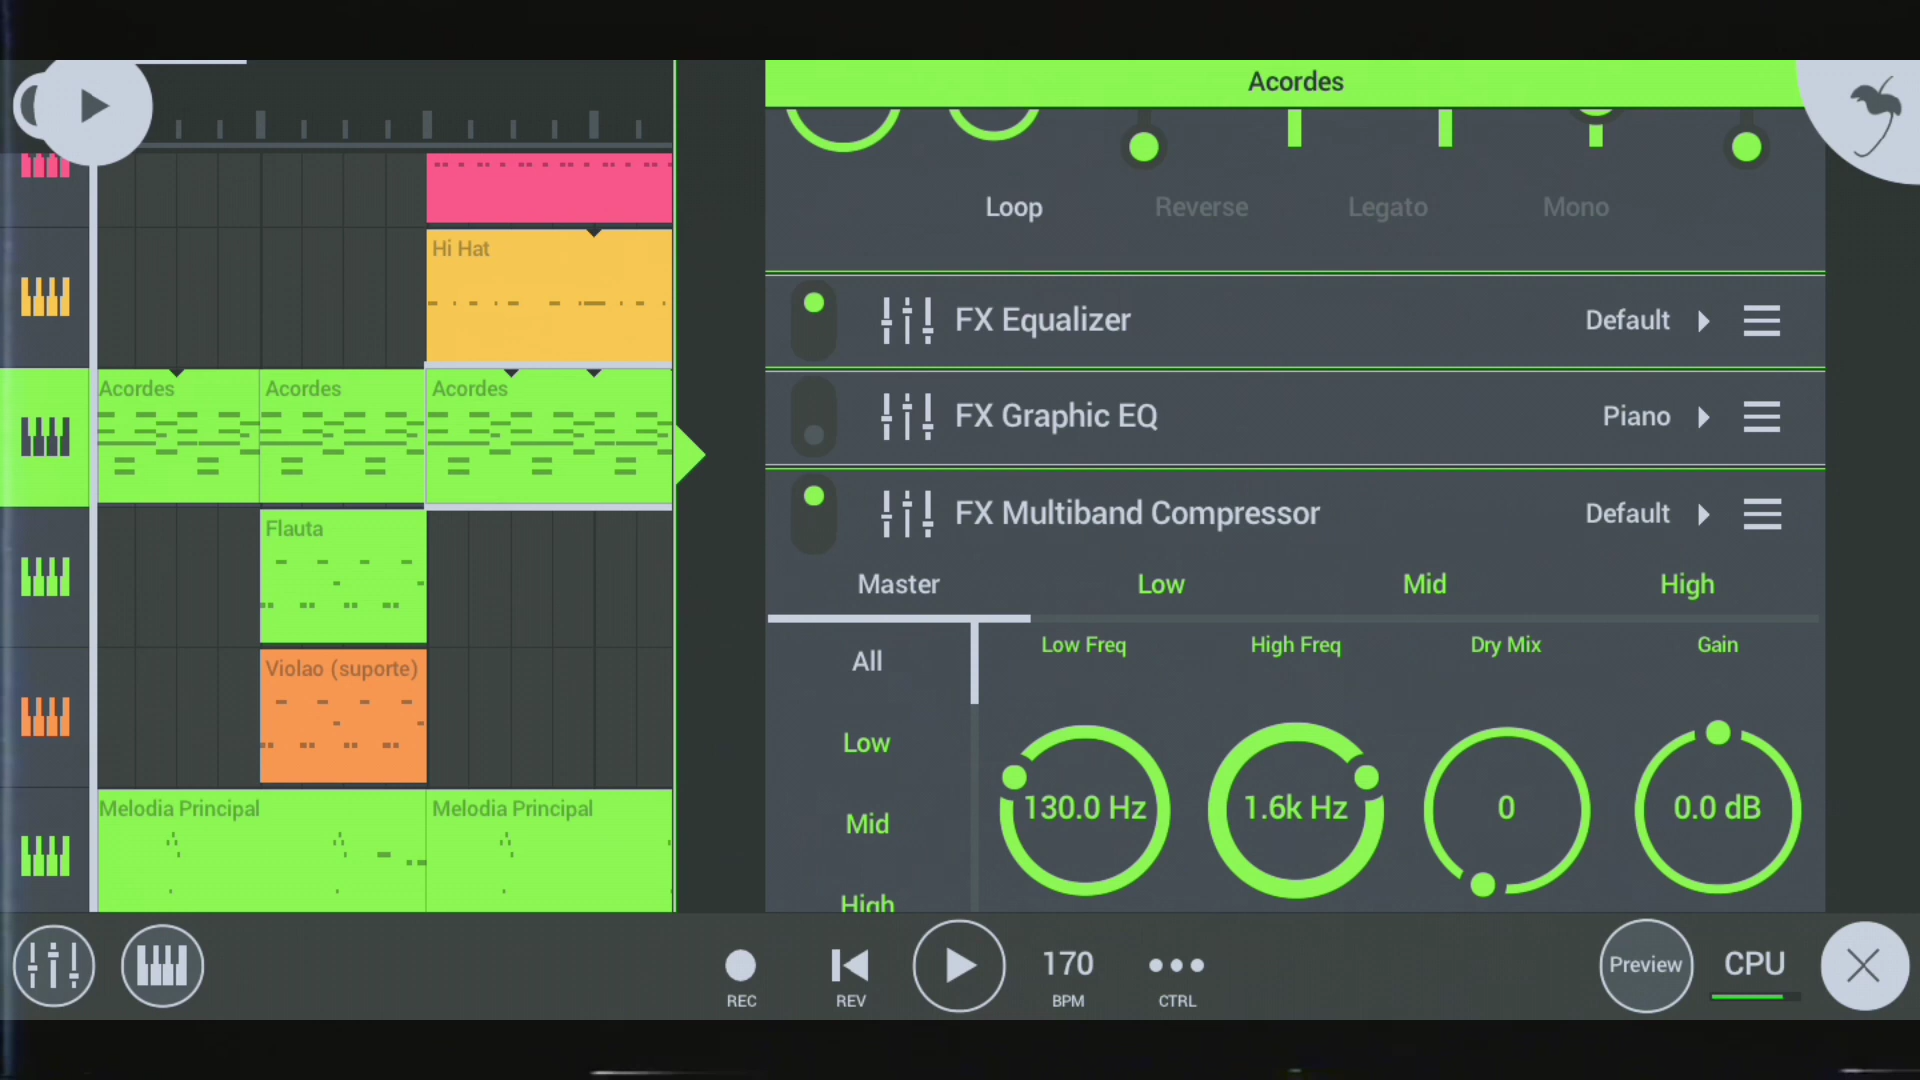 Acordes
Loop Reverse Legato Mono
Hi Hat
FX Equalizer Default
Acordes Acordes Acordes
FX Graphic EQ Piano
FX Multiband Compressor Default
Flauta
Master Low Mid High
Low Freq High Freq Dry Mix Gain
All
Violao (suporte)
Low
130.0 Hz 1.6k Hz 0 0.0 dB
Melodia Principal Melodia Principal
Mid
High
170 Preview CPU
REC REV BPM CTRL